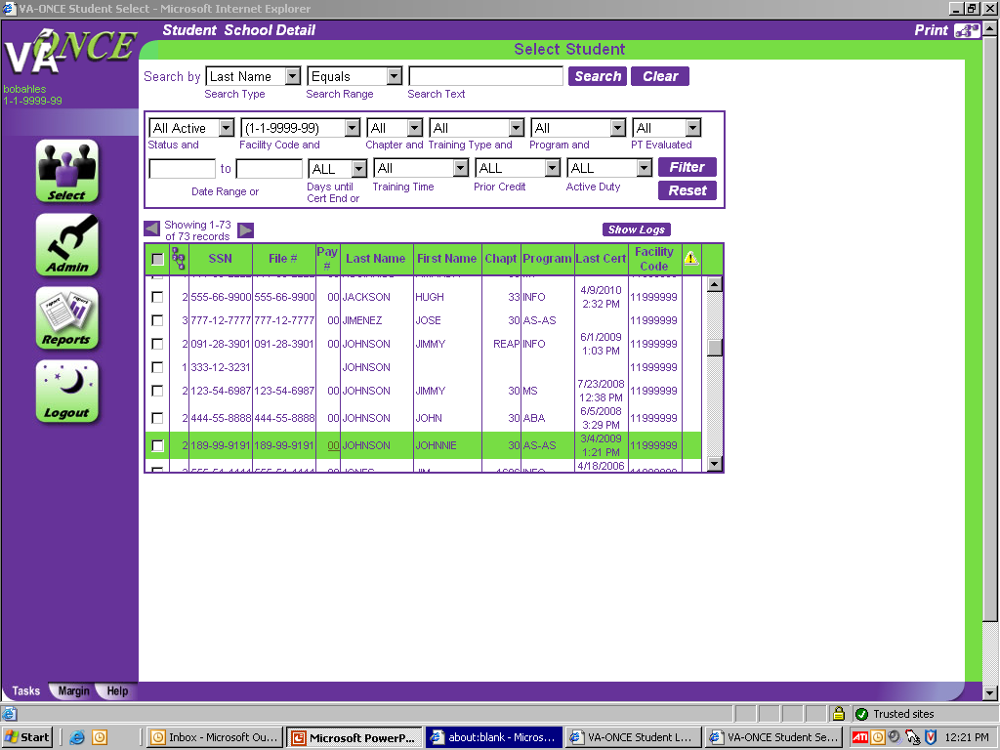 VA-ONCE Student Select - Microsoft Internet Explorer
VA ONCE
Student School Detail
Print
Select Student
bobahles
1-1-9999-99
Search by Last Name Equals Search Clear
Search Type Search Range Search Text
All Active (1-1-9999-99) All All All All
Status and Facility Code and Chapter and Training Type and Program and PT Evaluated
to ALL All ALL ALL Filter
Date Range or Days until Cert End or Training Time Prior Credit Active Duty Reset
Select
Admin
Reports
Logout
Showing 1-73
of 73 records
Show Logs
SSN File # Pay # Last Name First Name Chapt Program Last Cert Facility Code
2 555-66-9900 555-66-9900 00 JACKSON HUGH 33 INFO 4/9/2010 2:32 PM 11999999
3 777-12-7777 777-12-7777 00 JIMENEZ JOSE 30 AS-AS 11999999
2 091-28-3901 091-28-3901 00 JOHNSON JIMMY REAP INFO 6/1/2009 1:03 PM 11999999
1 333-12-3231 JOHNSON 11999999
2 123-54-6987 123-54-6987 00 JOHNSON JIMMY 30 MS 7/23/2008 12:38 PM 11999999
2 444-55-8888 444-55-8888 00 JOHNSON JOHN 30 ABA 6/5/2008 3:29 PM 11999999
2 189-99-9191 189-99-9191 00 JOHNSON JOHNNIE 30 AS-AS 3/4/2009 1:21 PM 11999999
4/18/2006
Tasks Margin Help
Trusted sites
Start Inbox - Microsoft Ou... Microsoft PowerP... about:blank - Micros... VA-ONCE Student L... VA-ONCE Student Se... ATI 12:21 PM